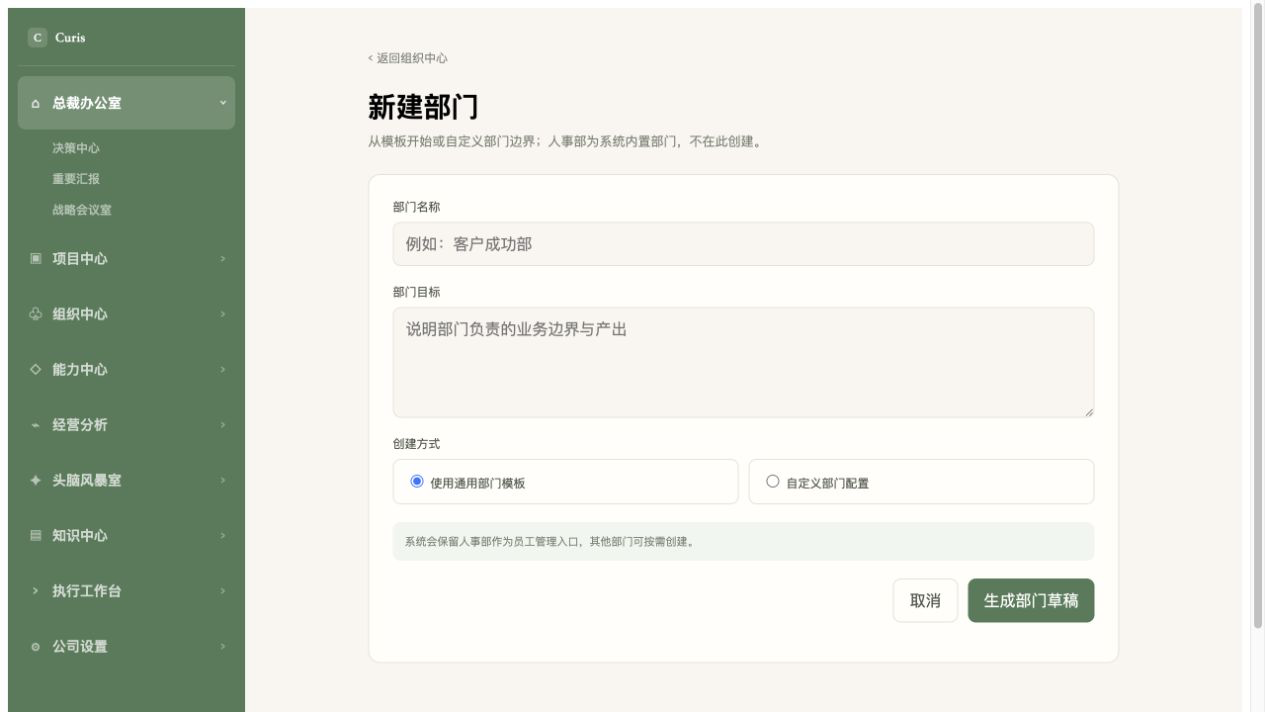 C Curis
总裁办公室
决策中心
重要汇报
战略会议室
项目中心
组织中心
能力中心
经营分析
头脑风暴室
知识中心
执行工作台
公司设置
‹ 返回组织中心
新建部门
从模板开始或自定义部门边界；人事部为系统内置部门，不在此创建。
部门名称
例如：客户成功部
部门目标
说明部门负责的业务边界与产出
创建方式
使用通用部门模板
自定义部门配置
系统会保留人事部作为员工管理入口，其他部门可按需创建。
取消
生成部门草稿